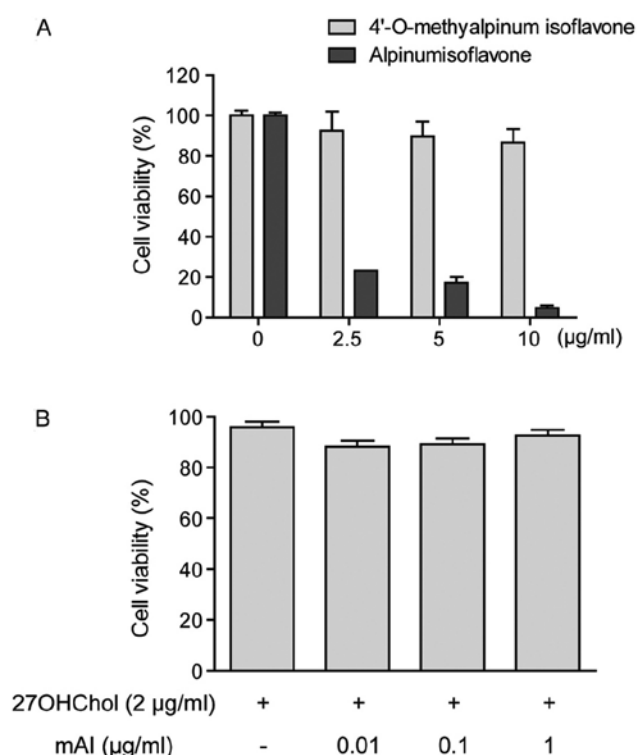 A
4'-O-methyalpinum isoflavone
Alpinumisoflavone
Cell viability (%)
120
100
80
60
40
20
0
0 2.5 5 10 (μg/ml)
B
Cell viability (%)
100
80
60
40
20
0
27OHChol (2 μg/ml) + + + +
mAI (μg/ml) - 0.01 0.1 1